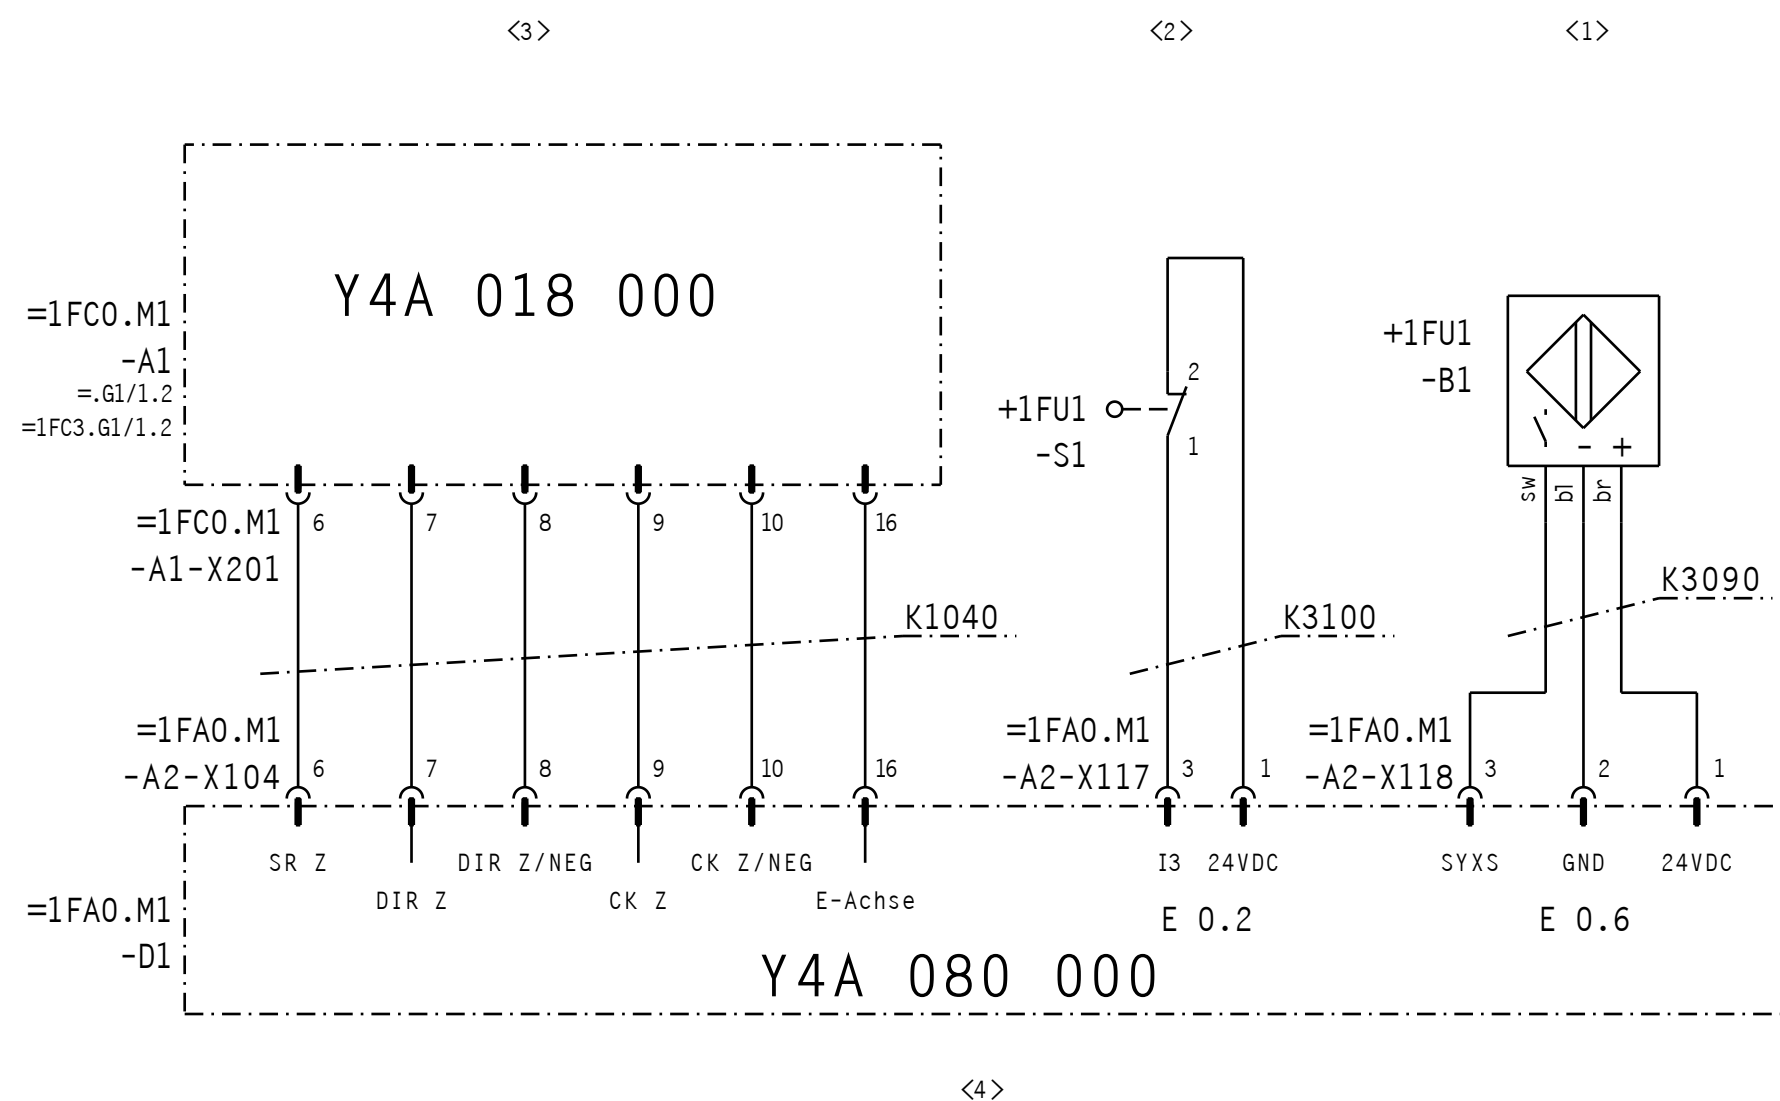 <3>
<2>
<1>
Y4A 018 000
=1FC0.M1
-A1
=.G1/1.2
=1FC3.G1/1.2
+1FU1
-S1
2
1
+1FU1
-B1
- +
sw bl br
=1FC0.M1
-A1-X201
6 7 8 9 10 16
K1040
K3100
K3090
=1FA0.M1
-A2-X104
6 7 8 9 10 16
=1FA0.M1
-A2-X117
3 1
=1FA0.M1
-A2-X118
3 2 1
SR Z DIR Z/NEG CK Z/NEG I3 24VDC SYXS GND 24VDC
DIR Z CK Z E-Achse
E 0.2 E 0.6
=1FA0.M1
-D1
Y4A 080 000
<4>